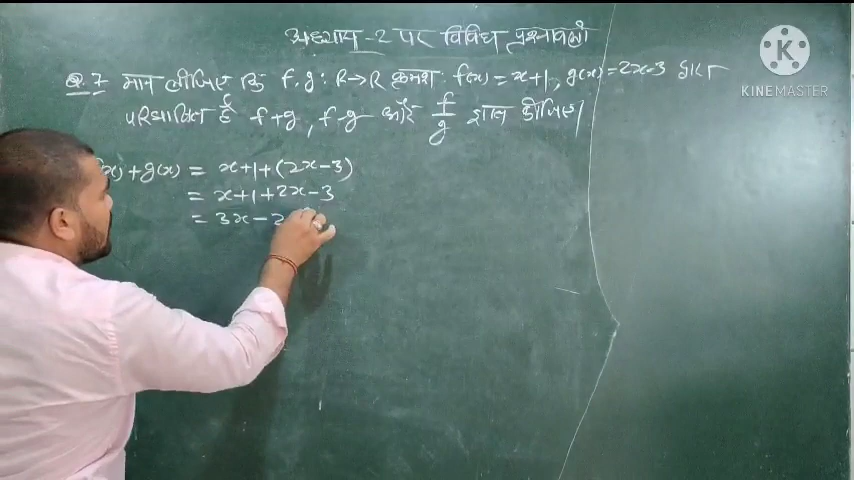 अध्याय-2 पर विविध प्रश्नावली
Q.7 मान लीजिए कि f,g: R→R क्रमशः f(x) = x+1, g(x)=2x-3 द्वारा
परिभाषित है f+g, f-g और f/g ज्ञात कीजिए।
x)+g(x) = x+1+(2x-3)
= x+1+2x-3
= 3x-2
KINEMASTER